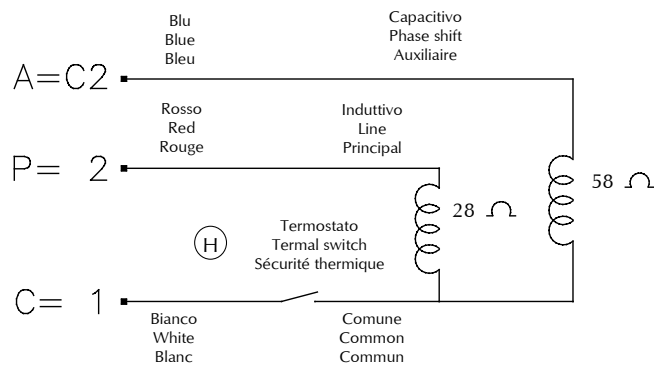 Blu
Blue
Bleu
Capacitivo
Phase shift
Auxiliaire
A=C2
Rosso
Red
Rouge
Induttivo
Line
Principal
P= 2
28 Ω
58 Ω
H
Termostato
Termal switch
Sécurité thermique
C= 1
Bianco
White
Blanc
Comune
Common
Commun